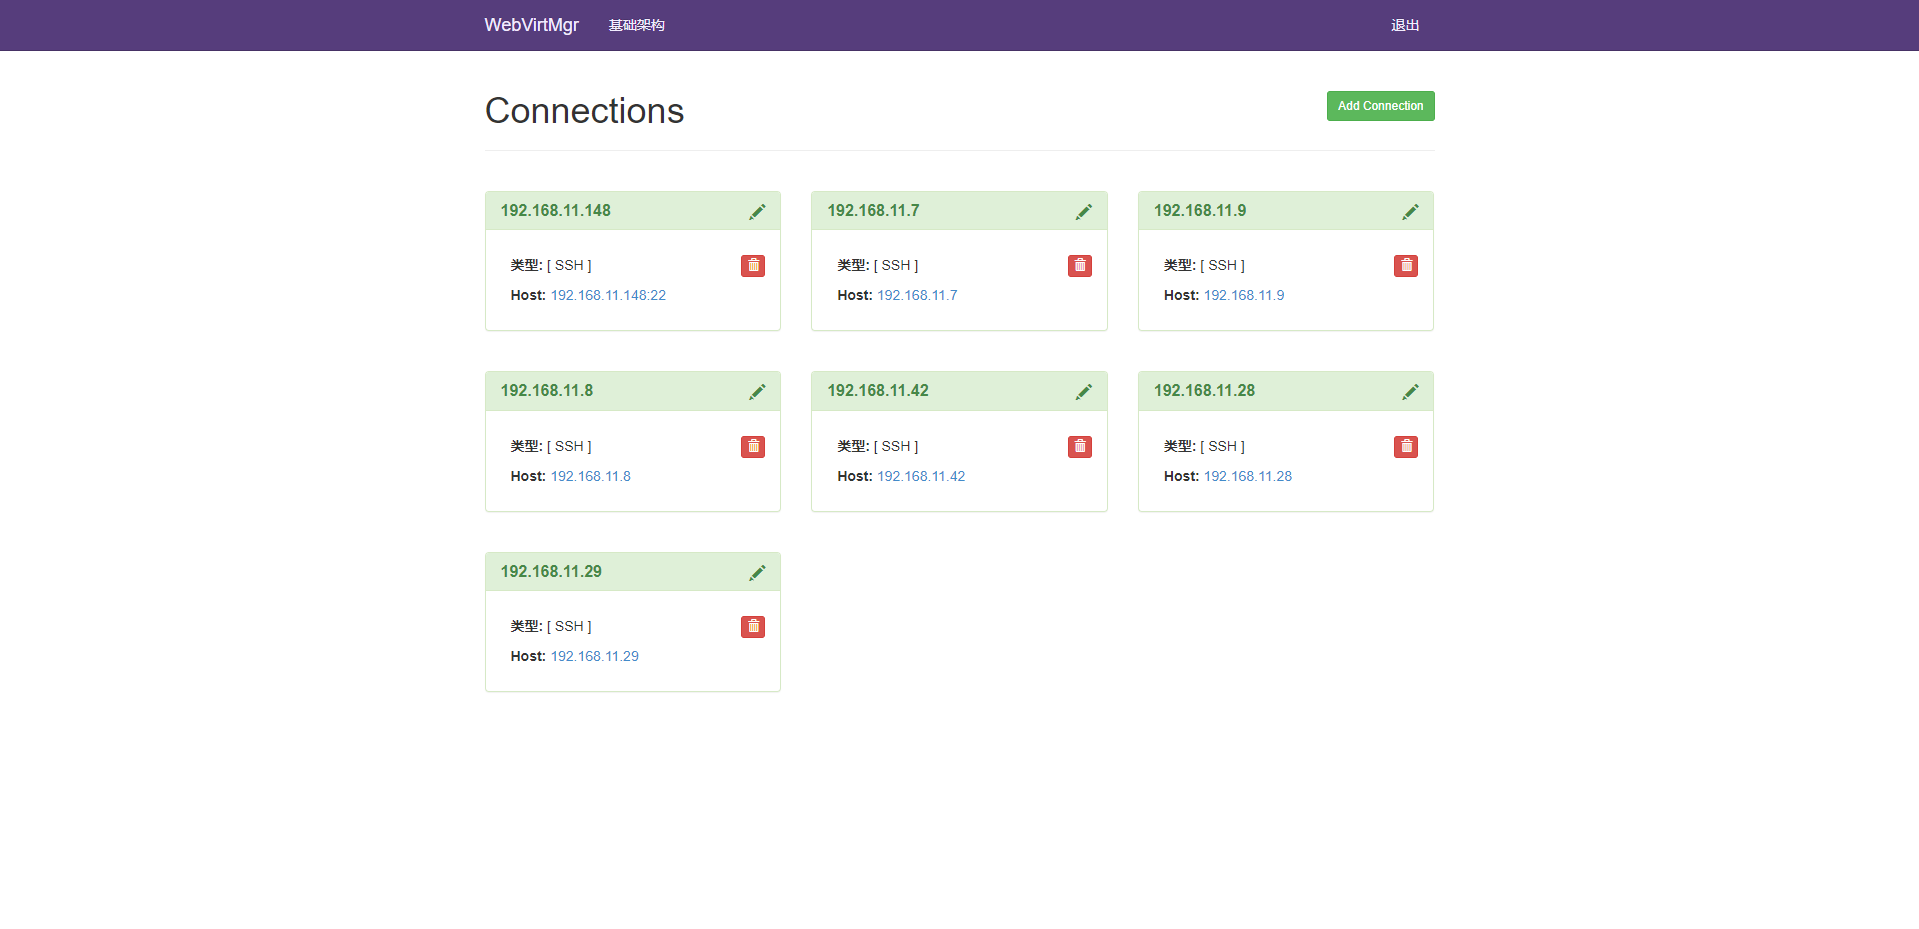 WebVirtMgr 基础架构 退出
Connections
Add Connection
192.168.11.148
类型: [ SSH ]
Host: 192.168.11.148:22
192.168.11.7
类型: [ SSH ]
Host: 192.168.11.7
192.168.11.9
类型: [ SSH ]
Host: 192.168.11.9
192.168.11.8
类型: [ SSH ]
Host: 192.168.11.8
192.168.11.42
类型: [ SSH ]
Host: 192.168.11.42
192.168.11.28
类型: [ SSH ]
Host: 192.168.11.28
192.168.11.29
类型: [ SSH ]
Host: 192.168.11.29